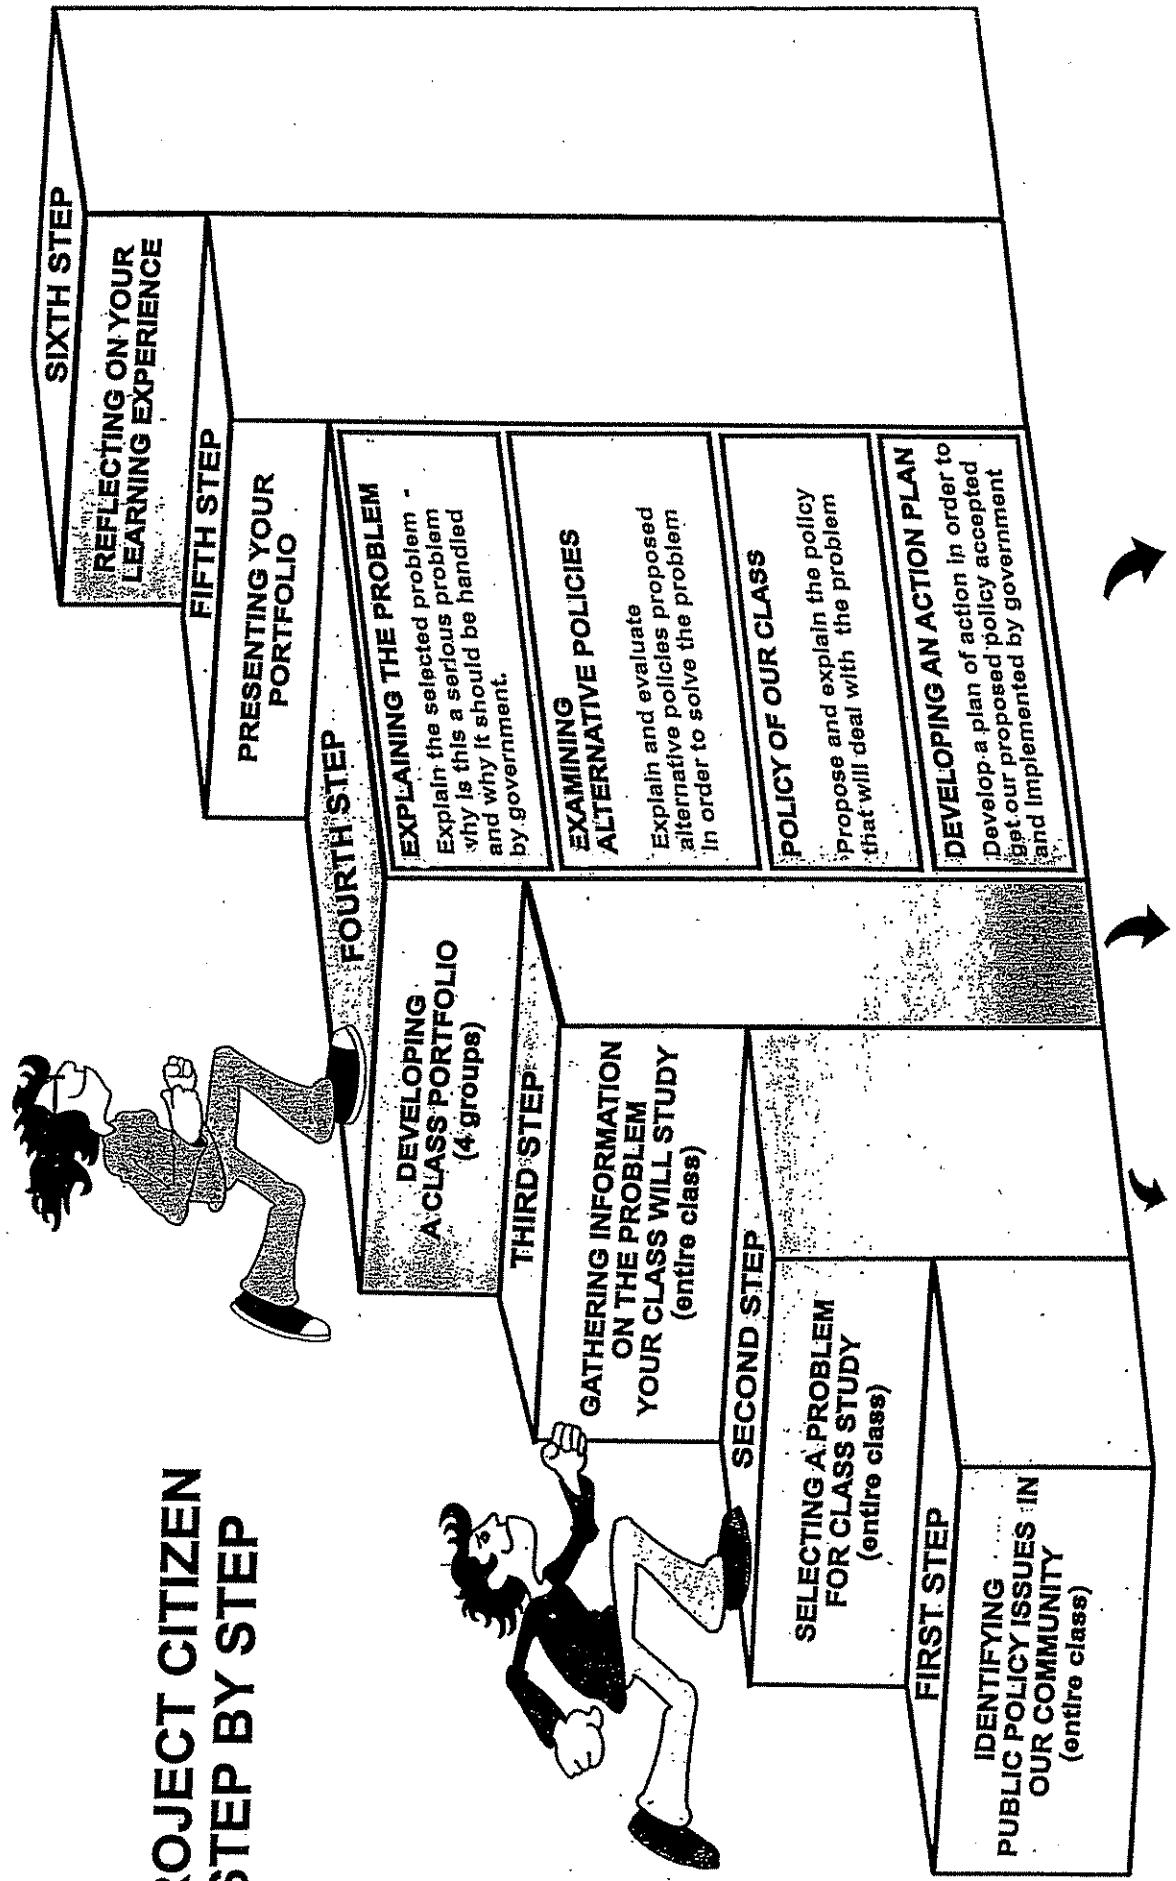 ROJECT CITIZEN
STEP BY STEP
SIXTH STEP
REFLECTING ON YOUR
LEARNING EXPERIENCE
FIFTH STEP
PRESENTING YOUR
PORTFOLIO
FOURTH STEP
DEVELOPING
A CLASS PORTFOLIO
(4 groups)
EXPLAINING THE PROBLEM
Explain the selected problem -
why is this a serious problem
and why it should be handled
by government.
EXAMINING
ALTERNATIVE POLICIES
Explain and evaluate
alternative policies proposed
in order to solve the problem
POLICY OF OUR CLASS
Propose and explain the policy
that will deal with the problem
DEVELOPING AN ACTION PLAN
Develop a plan of action in order to
get our proposed policy accepted
and implemented by government
THIRD STEP
GATHERING INFORMATION
ON THE PROBLEM
YOUR CLASS WILL STUDY
(entire class)
SECOND STEP
SELECTING A PROBLEM
FOR CLASS STUDY
(entire class)
FIRST STEP
IDENTIFYING
PUBLIC POLICY ISSUES IN
OUR COMMUNITY
(entire class)